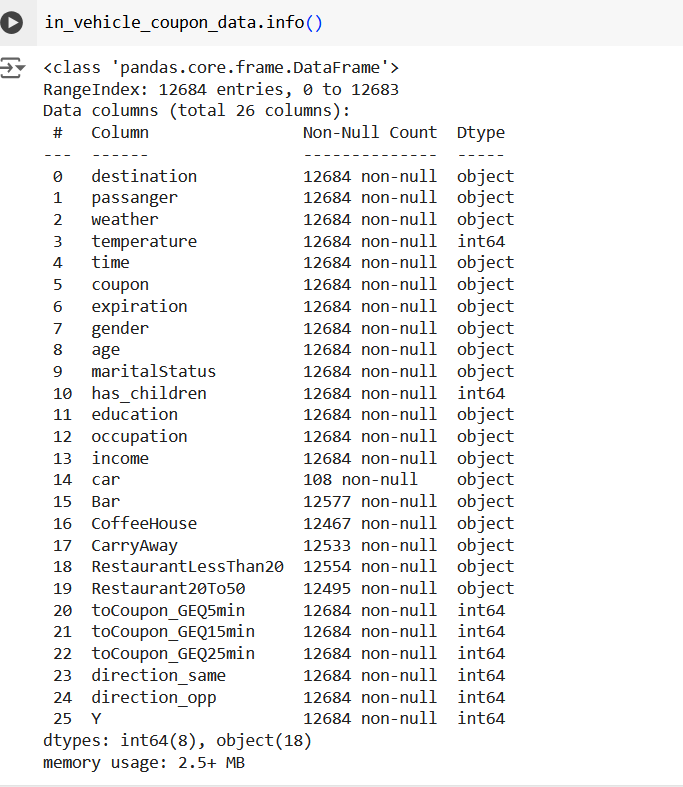 in_vehicle_coupon_data.info()
<class 'pandas.core.frame.DataFrame'>
RangeIndex: 12684 entries, 0 to 12683
Data columns (total 26 columns):
 #   Column                Non-Null Count  Dtype
---  ------                --------------  -----
 0   destination           12684 non-null  object
 1   passanger             12684 non-null  object
 2   weather               12684 non-null  object
 3   temperature           12684 non-null  int64
 4   time                  12684 non-null  object
 5   coupon                12684 non-null  object
 6   expiration            12684 non-null  object
 7   gender                12684 non-null  object
 8   age                   12684 non-null  object
 9   maritalStatus         12684 non-null  object
 10  has_children          12684 non-null  int64
 11  education             12684 non-null  object
 12  occupation            12684 non-null  object
 13  income                12684 non-null  object
 14  car                   108 non-null    object
 15  Bar                   12577 non-null  object
 16  CoffeeHouse           12467 non-null  object
 17  CarryAway             12533 non-null  object
 18  RestaurantLessThan20  12554 non-null  object
 19  Restaurant20To50      12495 non-null  object
 20  toCoupon_GEQ5min      12684 non-null  int64
 21  toCoupon_GEQ15min     12684 non-null  int64
 22  toCoupon_GEQ25min     12684 non-null  int64
 23  direction_same        12684 non-null  int64
 24  direction_opp         12684 non-null  int64
 25  Y                     12684 non-null  int64
dtypes: int64(8), object(18)
memory usage: 2.5+ MB